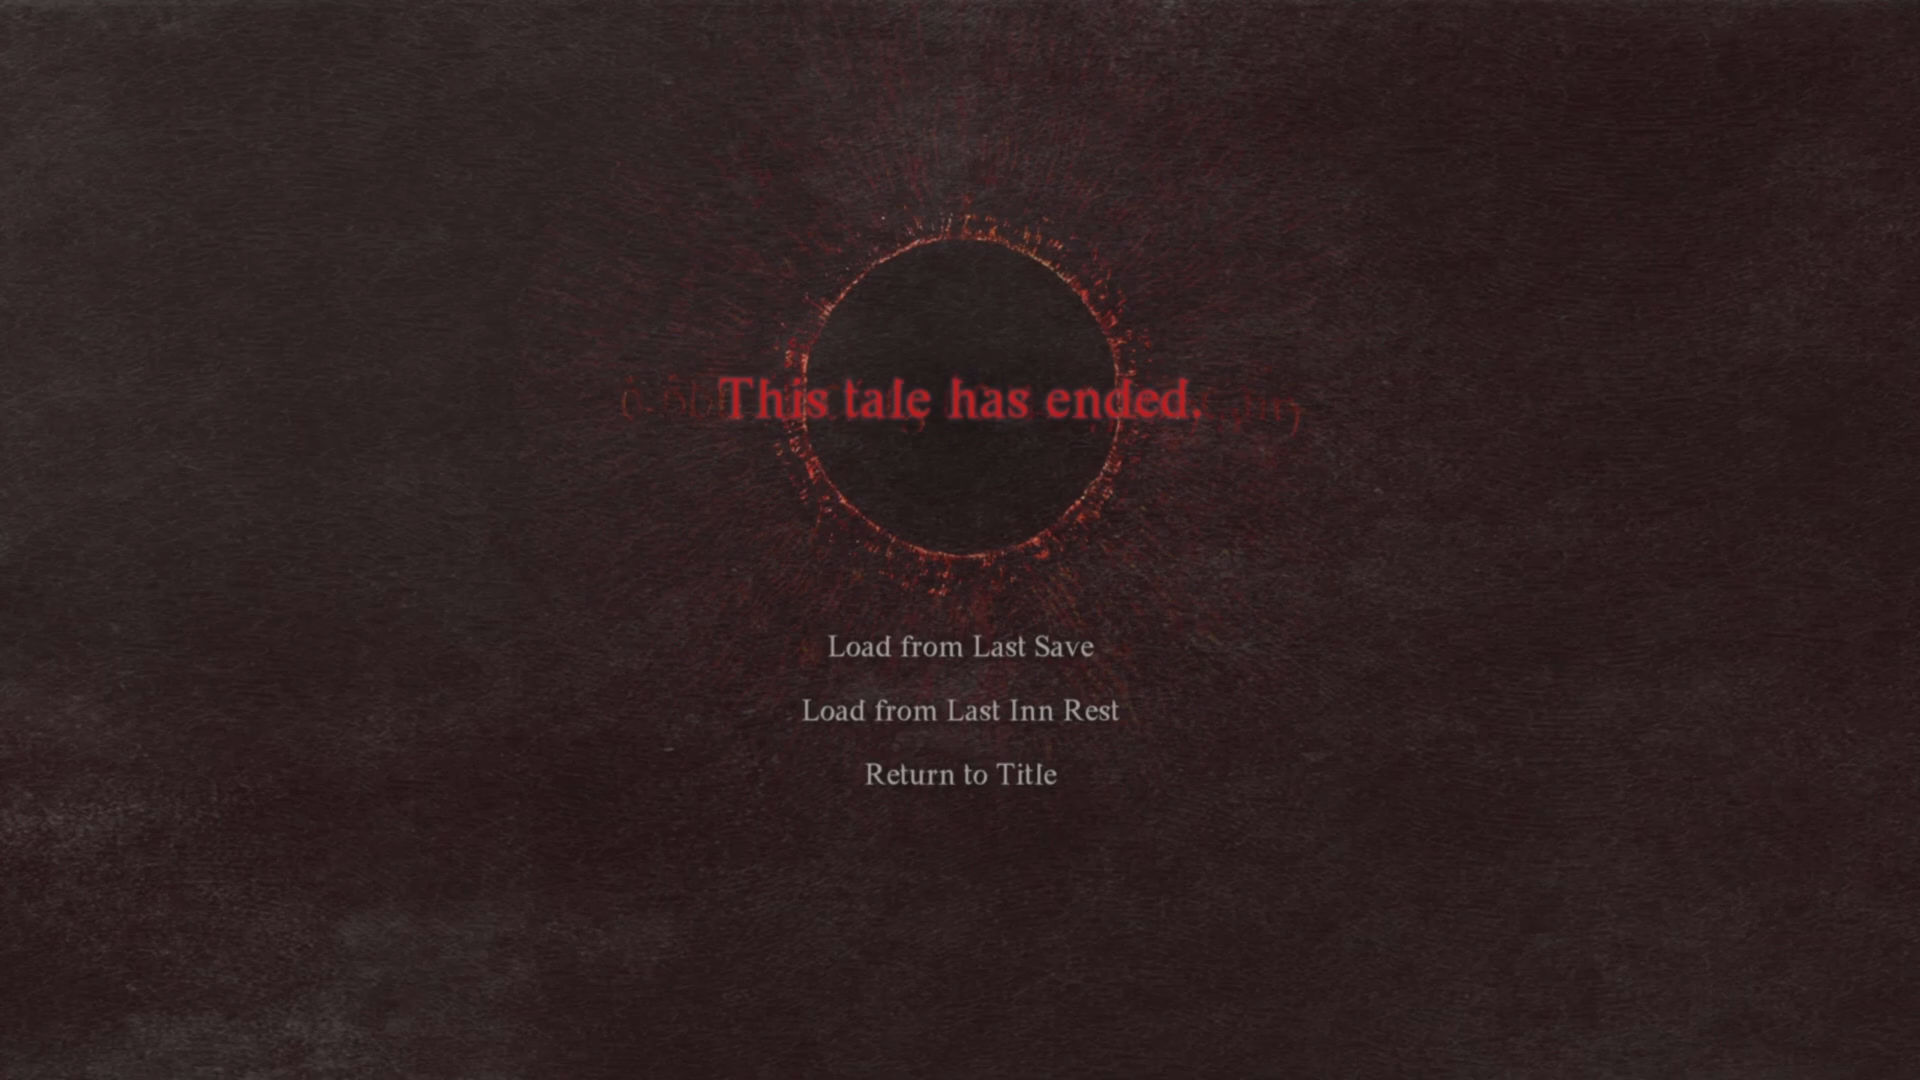 This tale has ended.
Load from Last Save
Load from Last Inn Rest
Return to Title